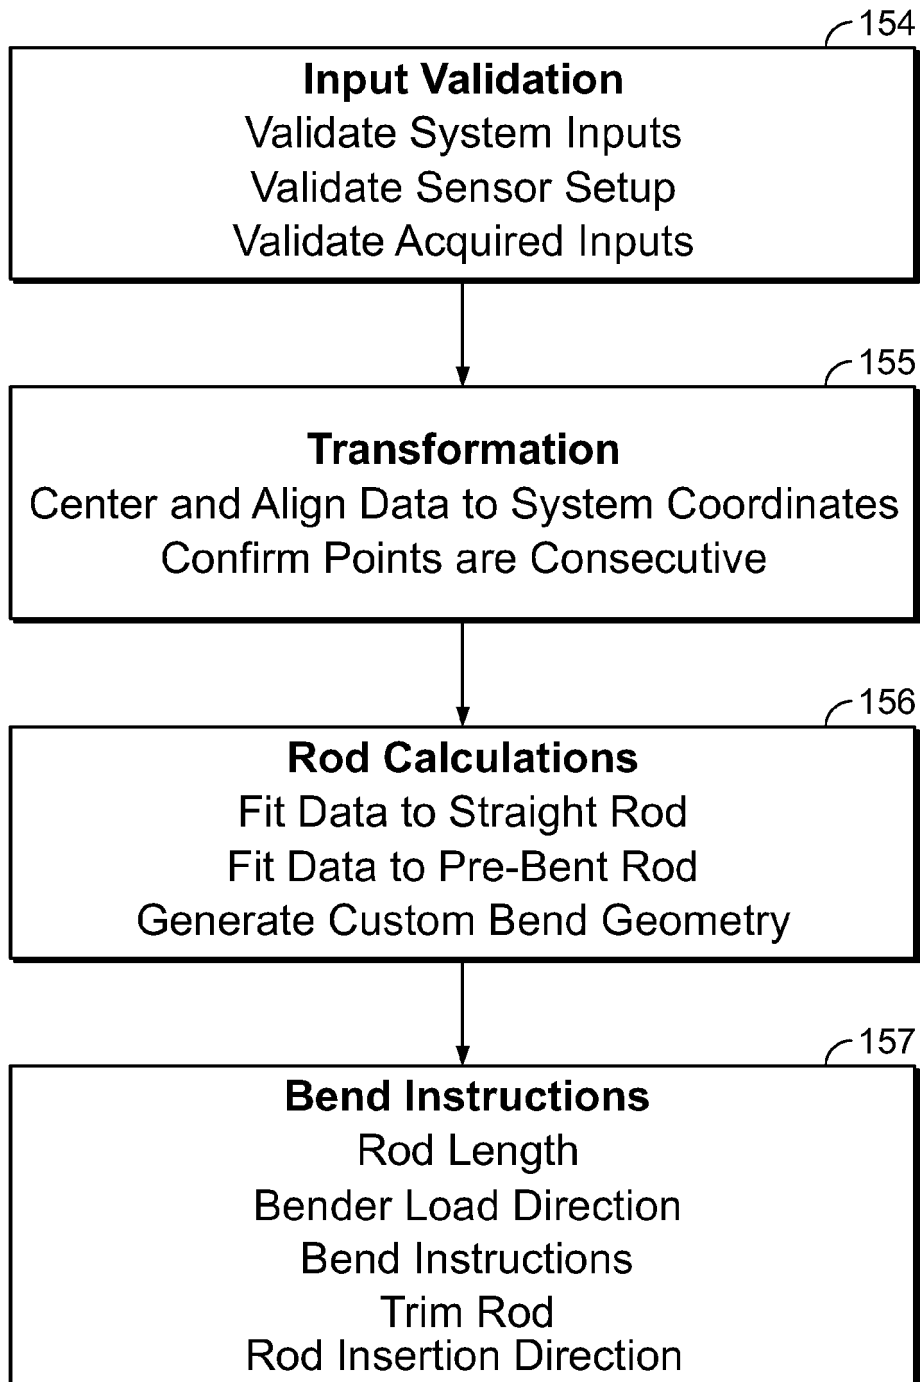 154
Input Validation
Validate System Inputs
Validate Sensor Setup
Validate Acquired Inputs
155
Transformation
Center and Align Data to System Coordinates
Confirm Points are Consecutive
156
Rod Calculations
Fit Data to Straight Rod
Fit Data to Pre-Bent Rod
Generate Custom Bend Geometry
157
Bend Instructions
Rod Length
Bender Load Direction
Bend Instructions
Trim Rod
Rod Insertion Direction